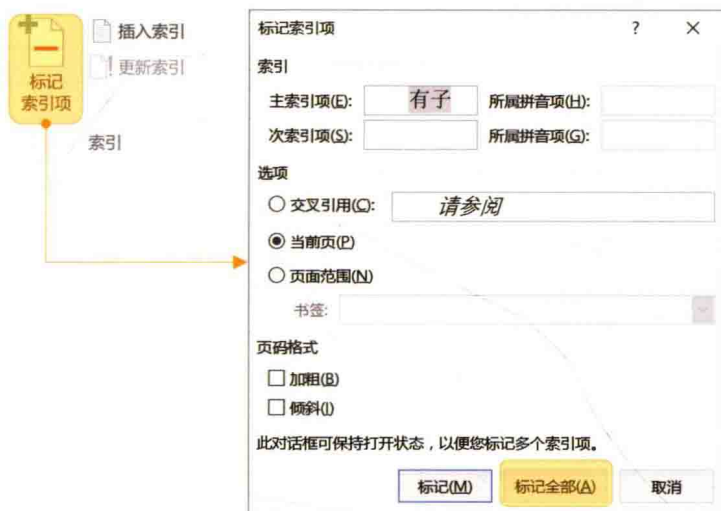 标记
索引项
插入索引
更新索引
索引
标记索引项 ? ×
索引
主索引项(E): 有子 所属拼音项(H):
次索引项(S): 所属拼音项(G):
选项
交叉引用(C): 请参阅
当前页(P)
页面范围(N)
书签:
页码格式
加粗(B)
倾斜(I)
此对话框可保持打开状态，以便您标记多个索引项。
标记(M) 标记全部(A) 取消